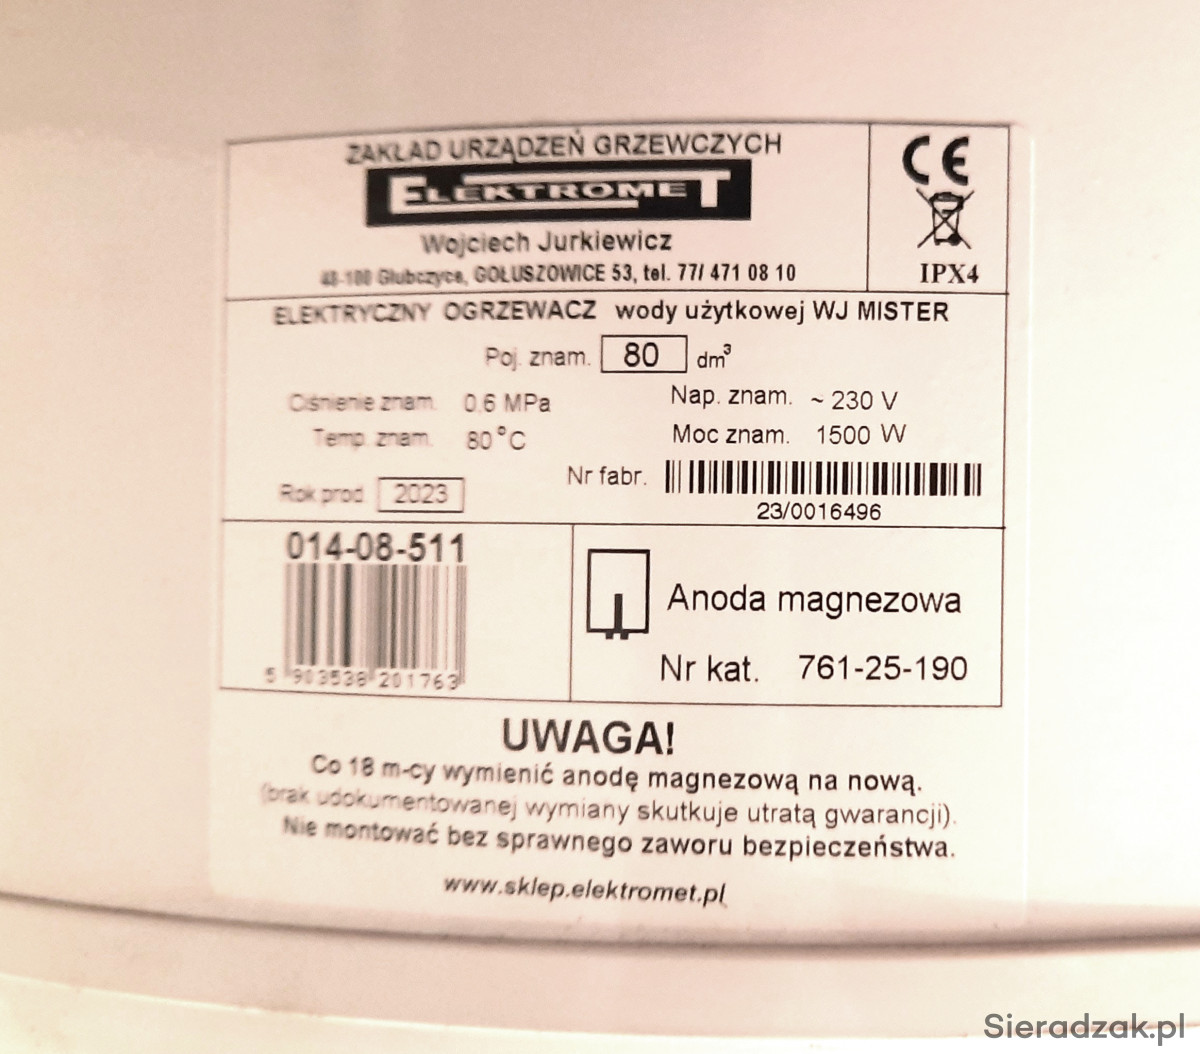 ZAKŁAD URZĄDZEŃ GRZEWCZYCH
ELEKTROMET
Wojciech Jurkiewicz
48-100 Głubczyce, GOŁUSZOWICE 53, tel. 77/ 471 08 10
CE
IPX4
ELEKTRYCZNY OGRZEWACZ wody użytkowej WJ MISTER
Poj. znam. 80 dm³
Ciśnienie znam. 0.6 MPa
Nap. znam. ~ 230 V
Temp. znam. 80°C
Moc znam. 1500 W
Rok prod. 2023
Nr fabr.
23/0016496
014-08-511
5 903538 201763
Anoda magnezowa
Nr kat. 761-25-190
UWAGA!
Co 18 m-cy wymienić anodę magnezową na nową.
(brak udokumentowanej wymiany skutkuje utratą gwarancji).
Nie montować bez sprawnego zaworu bezpieczeństwa.
www.sklep.elektromet.pl
Sieradzak.pl